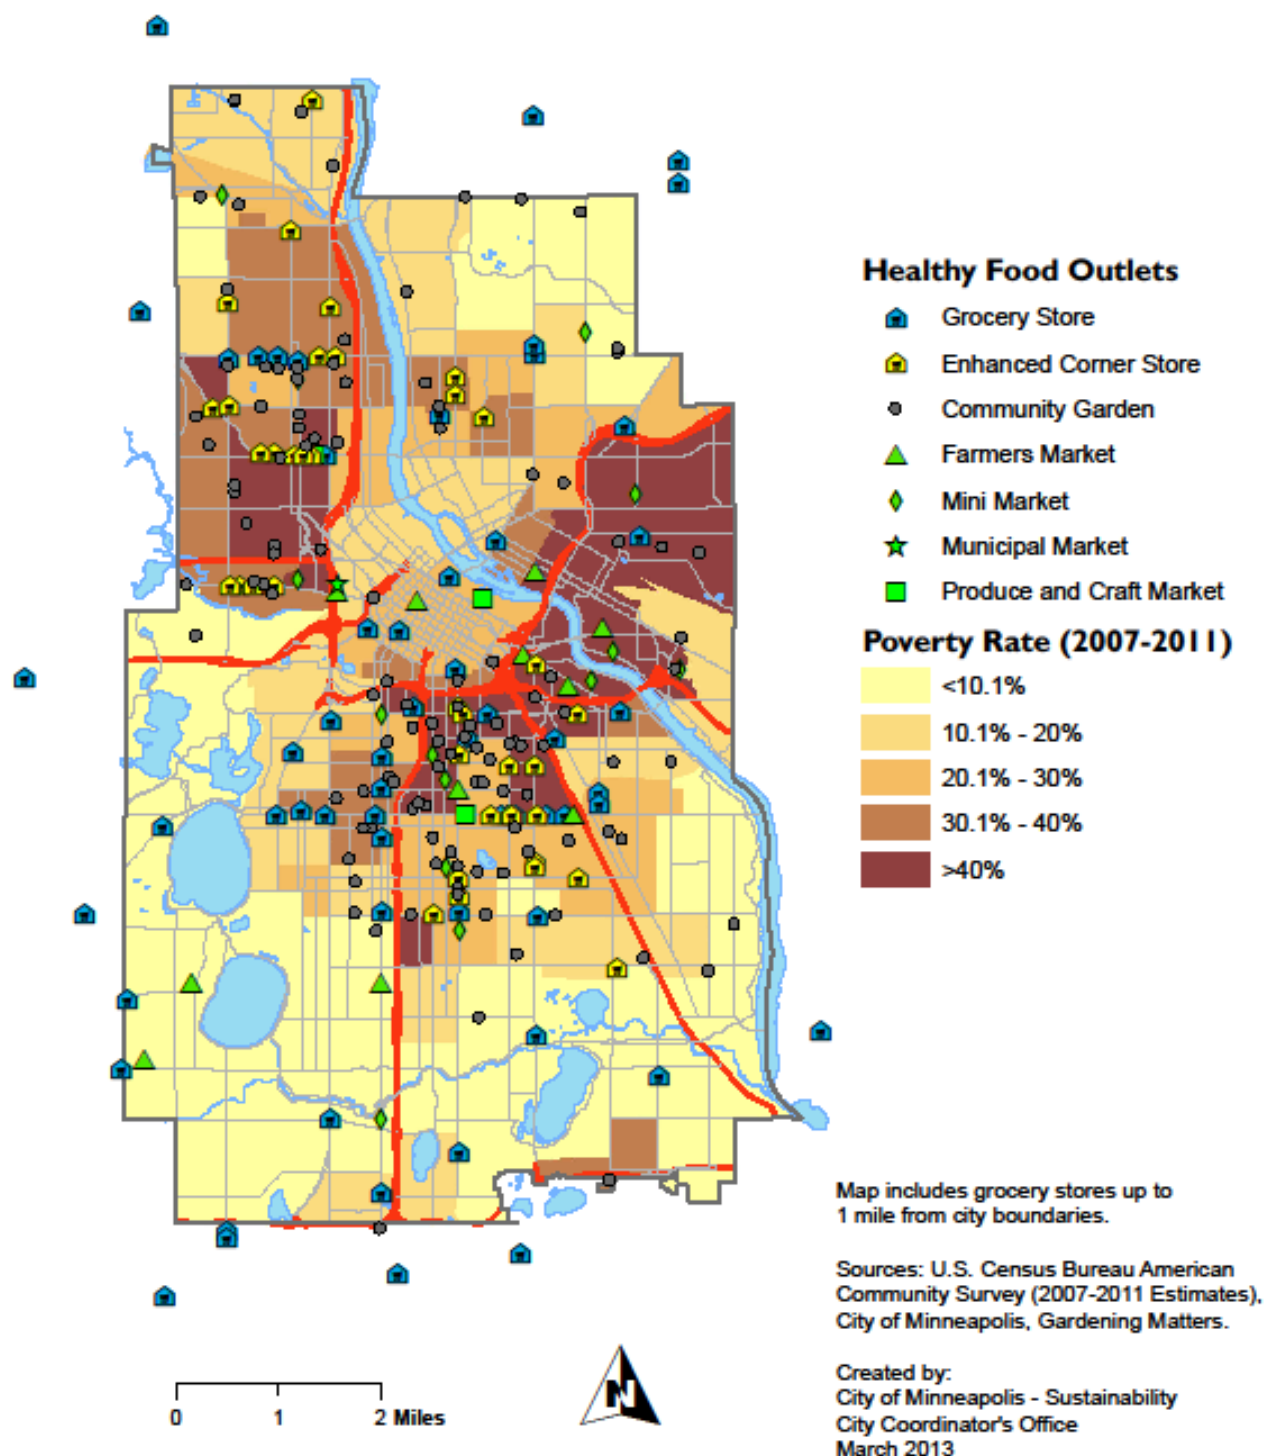 Healthy Food Outlets
Grocery Store
Enhanced Corner Store
Community Garden
Farmers Market
Mini Market
Municipal Market
Produce and Craft Market
Poverty Rate (2007-2011)
<10.1%
10.1% - 20%
20.1% - 30%
30.1% - 40%
>40%
Map includes grocery stores up to
1 mile from city boundaries.
Sources: U.S. Census Bureau American
Community Survey (2007-2011 Estimates),
City of Minneapolis, Gardening Matters.
Created by:
City of Minneapolis - Sustainability
City Coordinator's Office
March 2013
0 1 2 Miles
N